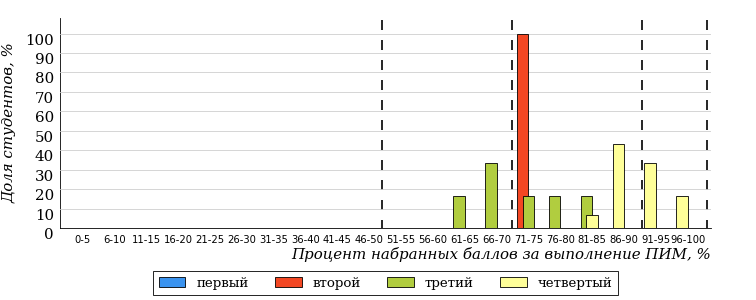 Доля студентов, %
100
90
80
70
60
50
40
30
20
10
0
0-5 6-10 11-15 16-20 21-25 26-30 31-35 36-40 41-45 46-50 51-55 56-60 61-65 66-70 71-75 76-80 81-85 86-90 91-95 96-100
Процент набранных баллов за выполнение ПИМ, %
первый второй третий четвертый